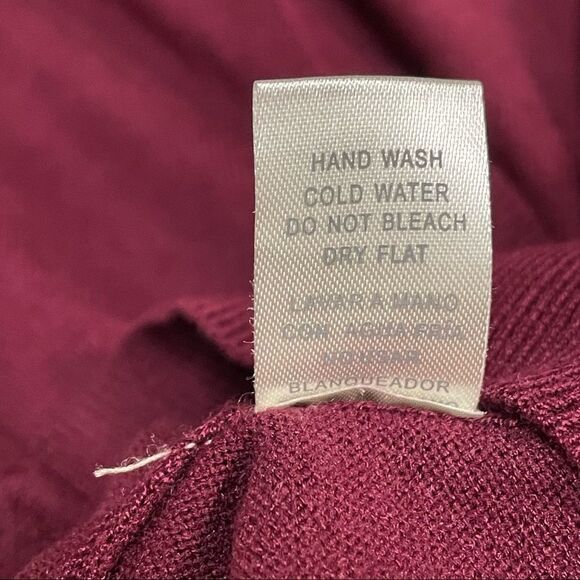 HAND WASH
COLD WATER
DO NOT BLEACH
DRY FLAT
LAVAR A MANO
CON AGUA FRIA
NO USAR
BLANQUEADOR